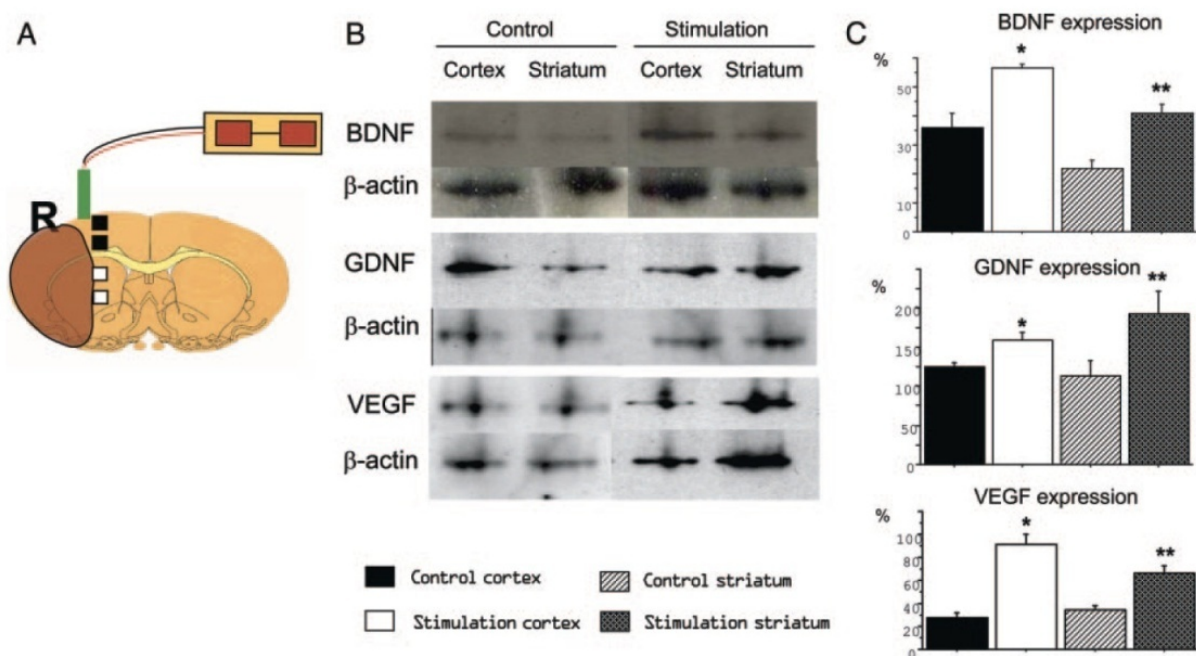 A
R
B
Control Stimulation
Cortex Striatum Cortex Striatum
BDNF
β-actin
GDNF
β-actin
VEGF
β-actin
Control cortex Control striatum
Stimulation cortex Stimulation striatum
C
BDNF expression
%
50
30
20
10
0
*
**
GDNF expression
%
200
150
100
50
0
*
**
VEGF expression
%
100
80
60
40
20
0
*
**